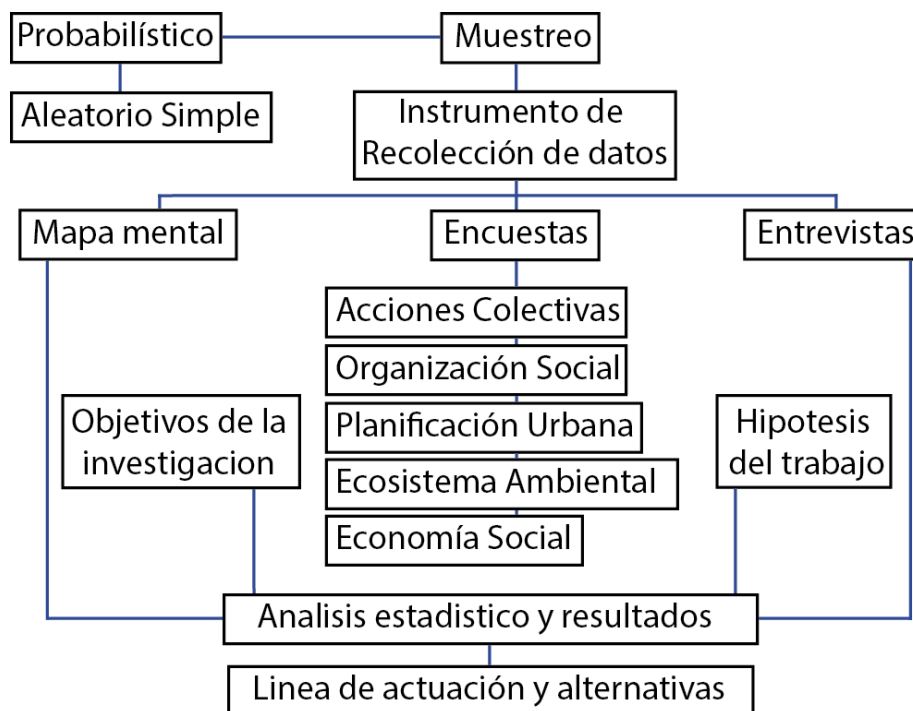 Probabilístico
Muestreo
Aleatorio Simple
Instrumento de
Recolección de datos
Mapa mental
Encuestas
Entrevistas
Acciones Colectivas
Organización Social
Objetivos de la
investigacion
Planificación Urbana
Hipotesis
del trabajo
Ecosistema Ambiental
Economía Social
Analisis estadistico y resultados
Linea de actuación y alternativas